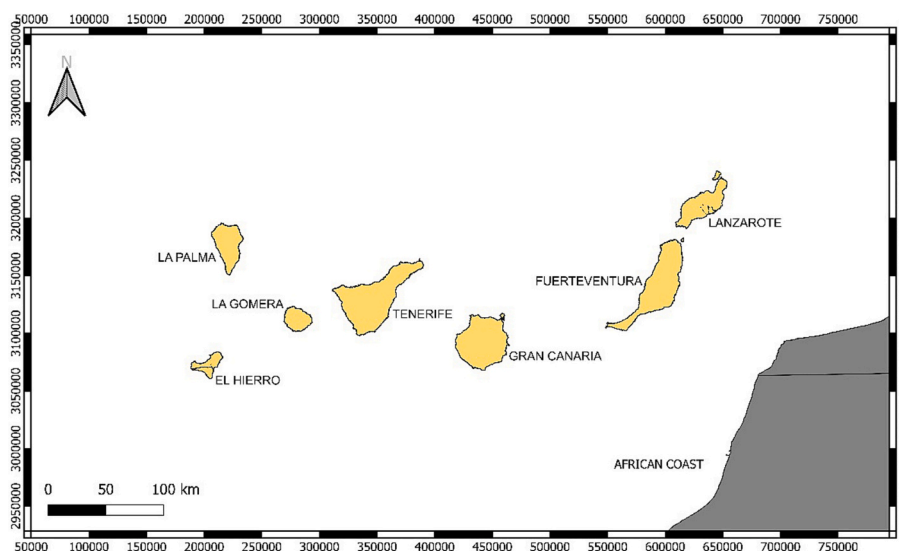 50000 100000 200000 250000 300000 350000 400000 450000 500000 550000 600000 650000 700000 750000
3350000
3300000
3250000
3200000
3150000
3100000
3050000
3000000
2950000
N
LANZAROTE
LA PALMA
FUERTEVENTURA
LA GOMERA
TENERIFE
GRAN CANARIA
EL HIERRO
AFRICAN COAST
0 50 100 km
50000 100000 200000 250000 300000 350000 400000 450000 500000 550000 600000 650000 700000 750000